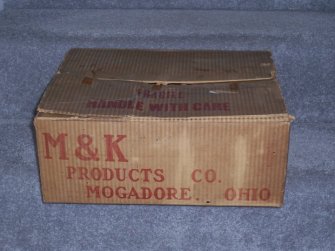 FRAGILE
HANDLE WITH CARE
M & K
PRODUCTS CO.
MOGADORE.. OHIO